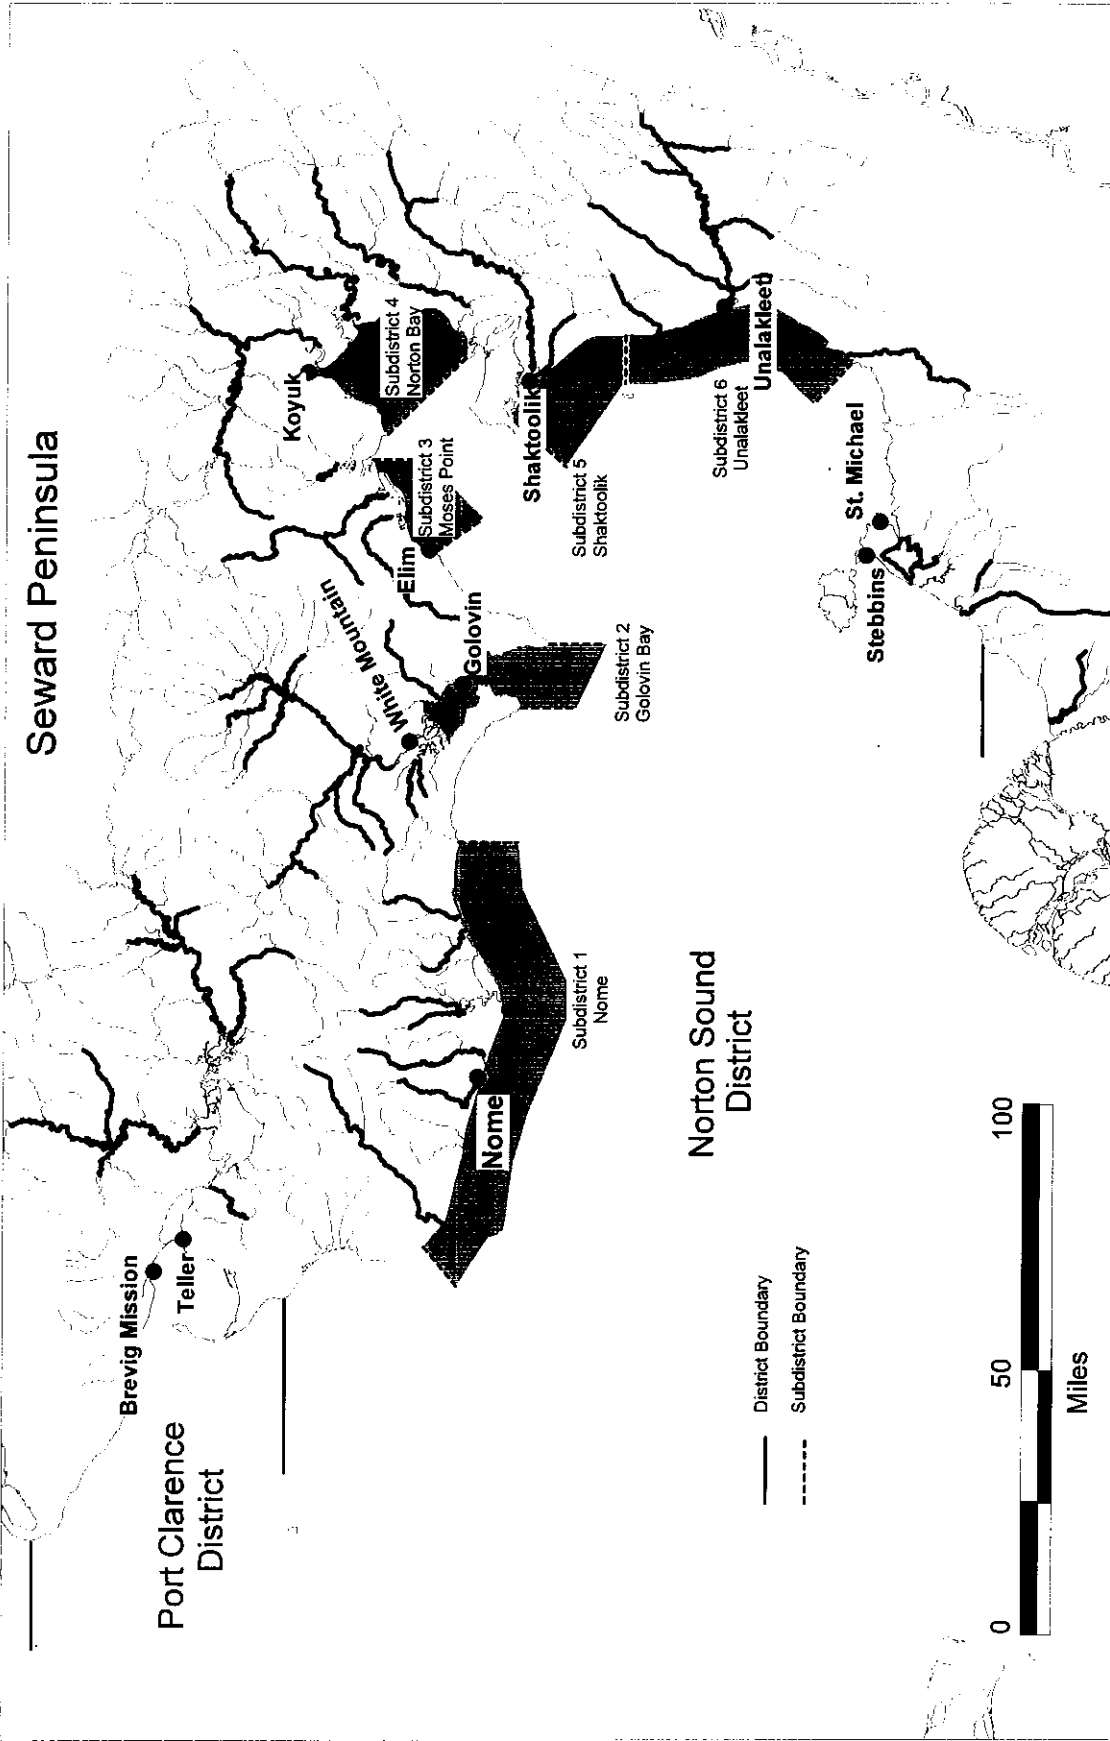 Seward Peninsula
Port Clarence
District
Brevig Mission
Teller
Koyuk
Subdistrict 4
Norton Bay
Subdistrict 3
Moses Point
Elim
White Mountain
Golovin
Subdistrict 2
Golovin Bay
Shaktoolik
Subdistrict 5
Shaktoolik
Subdistrict 6
Unalakleet
Unalakleet
Nome
Subdistrict 1
Nome
Norton Sound
District
St. Michael
Stebbins
District Boundary
Subdistrict Boundary
0
50
100
Miles